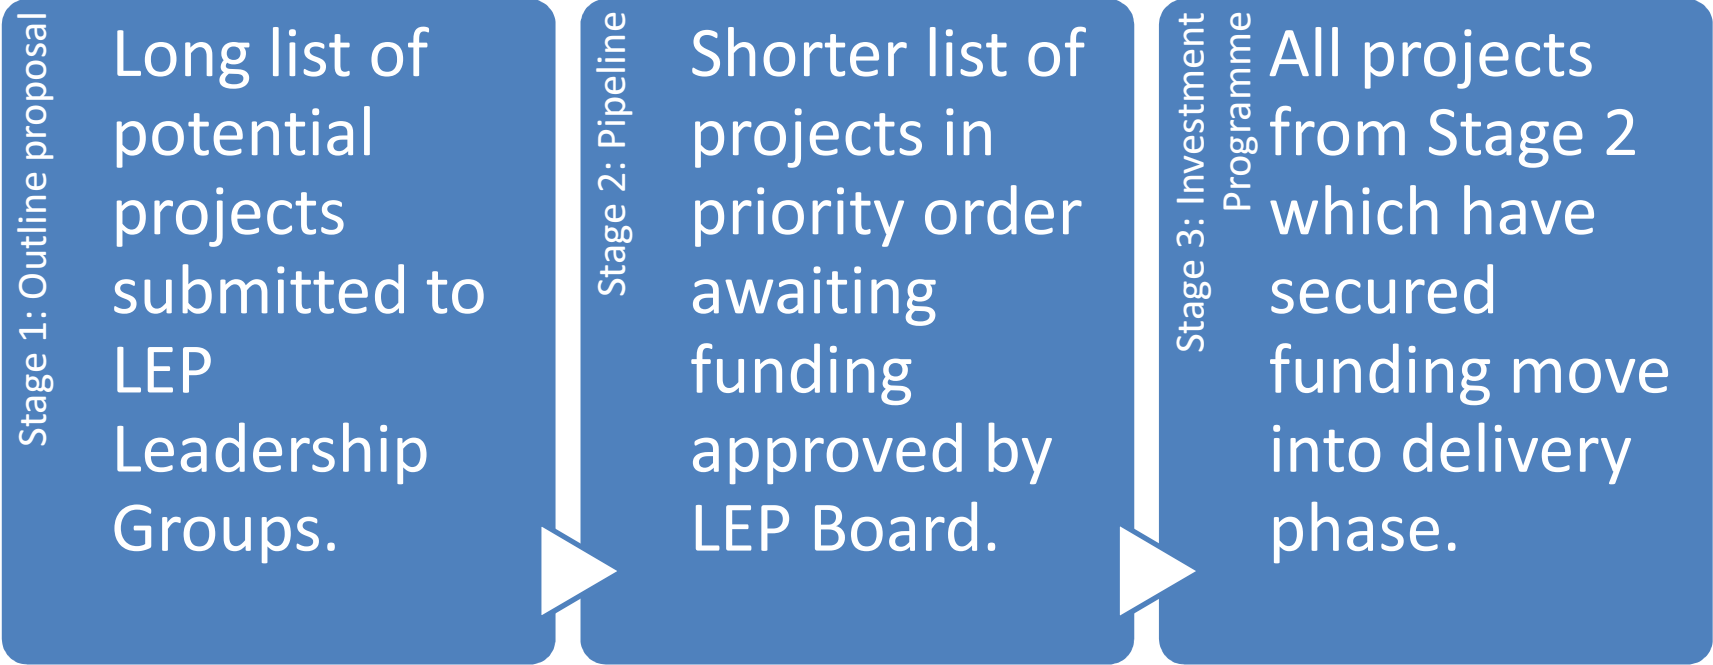 Stage 1: Outline proposal
Long list of
potential
projects
submitted to
LEP
Leadership
Groups.
Stage 2: Pipeline
Shorter list of
projects in
priority order
awaiting
funding
approved by
LEP Board.
Stage 3: Investment
Programme
All projects
from Stage 2
which have
secured
funding move
into delivery
phase.